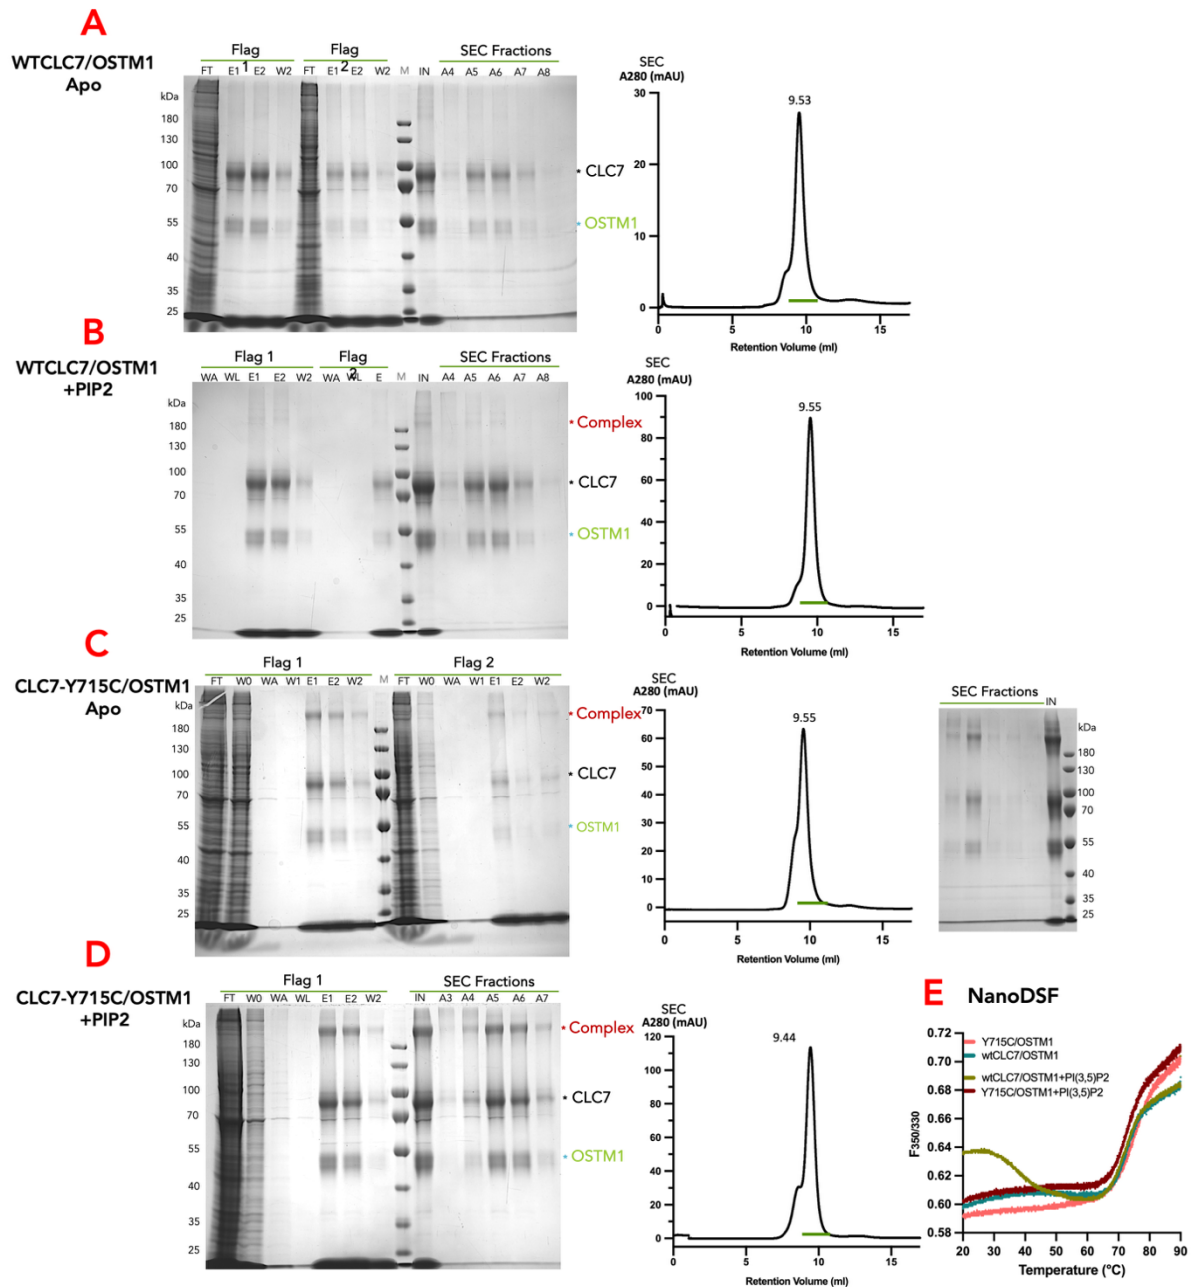 A
WTCLC7/OSTM1
Apo
Flag
1
Flag
2
SEC Fractions
FT E1 E2 W2 FT E1 E2 W2 M IN A4 A5 A6 A7 A8
kDa
180
130
100
70
55
40
35
25
* CLC7
* OSTM1
SEC
A280 (mAU)
9.53
30
20
10
0
0 5 10 15
Retention Volume (ml)
B
WTCLC7/OSTM1
+PIP2
Flag 1
Flag
2
SEC Fractions
WA WL E1 E2 W2 WA WL E M IN A4 A5 A6 A7 A8
kDa
180
130
100
70
55
40
35
25
* Complex
* CLC7
* OSTM1
SEC
A280 (mAU)
9.55
100
80
60
40
20
0
0 5 10 15
Retention Volume (ml)
C
CLC7-Y715C/OSTM1
Apo
Flag 1
Flag 2
FT W0 WA W1 E1 E2 W2 M FT W0 WA W1 E1 E2 W2
kDa
180
130
100
70
55
40
35
25
* Complex
* CLC7
* OSTM1
SEC
A280 (mAU)
9.55
70
60
50
40
30
20
10
0
0 5 10 15
Retention Volume (ml)
SEC Fractions
IN
kDa
180
130
100
70
55
40
35
25
D
CLC7-Y715C/OSTM1
+PIP2
Flag 1
SEC Fractions
FT W0 WA WL E1 E2 W2 IN A3 A4 A5 A6 A7
kDa
180
130
100
70
55
40
35
25
* Complex
* CLC7
* OSTM1
SEC
A280 (mAU)
9.44
120
100
80
60
40
20
0
0 5 10 15
Retention Volume (ml)
E NanoDSF
Y715C/OSTM1
wtCLC7/OSTM1
wtCLC7/OSTM1+PI(3,5)P2
Y715C/OSTM1+PI(3,5)P2
F350/330
0.72
0.70
0.68
0.66
0.64
0.62
0.60
0.58
20 30 40 50 60 70 80 90
Temperature (°C)